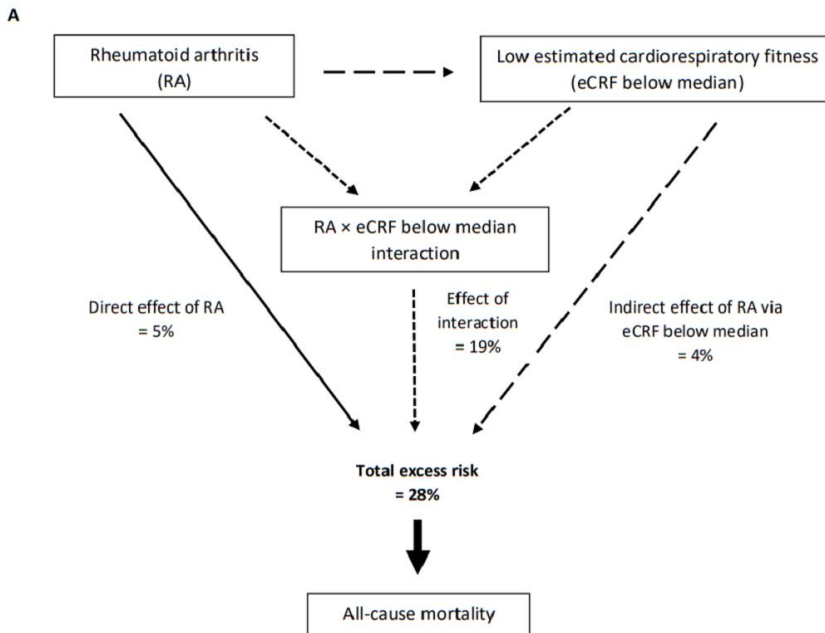 A
Rheumatoid arthritis
(RA)
Low estimated cardiorespiratory fitness
(eCRF below median)
RA × eCRF below median
interaction
Direct effect of RA
= 5%
Effect of
interaction
= 19%
Indirect effect of RA via
eCRF below median
= 4%
Total excess risk
= 28%
All-cause mortality